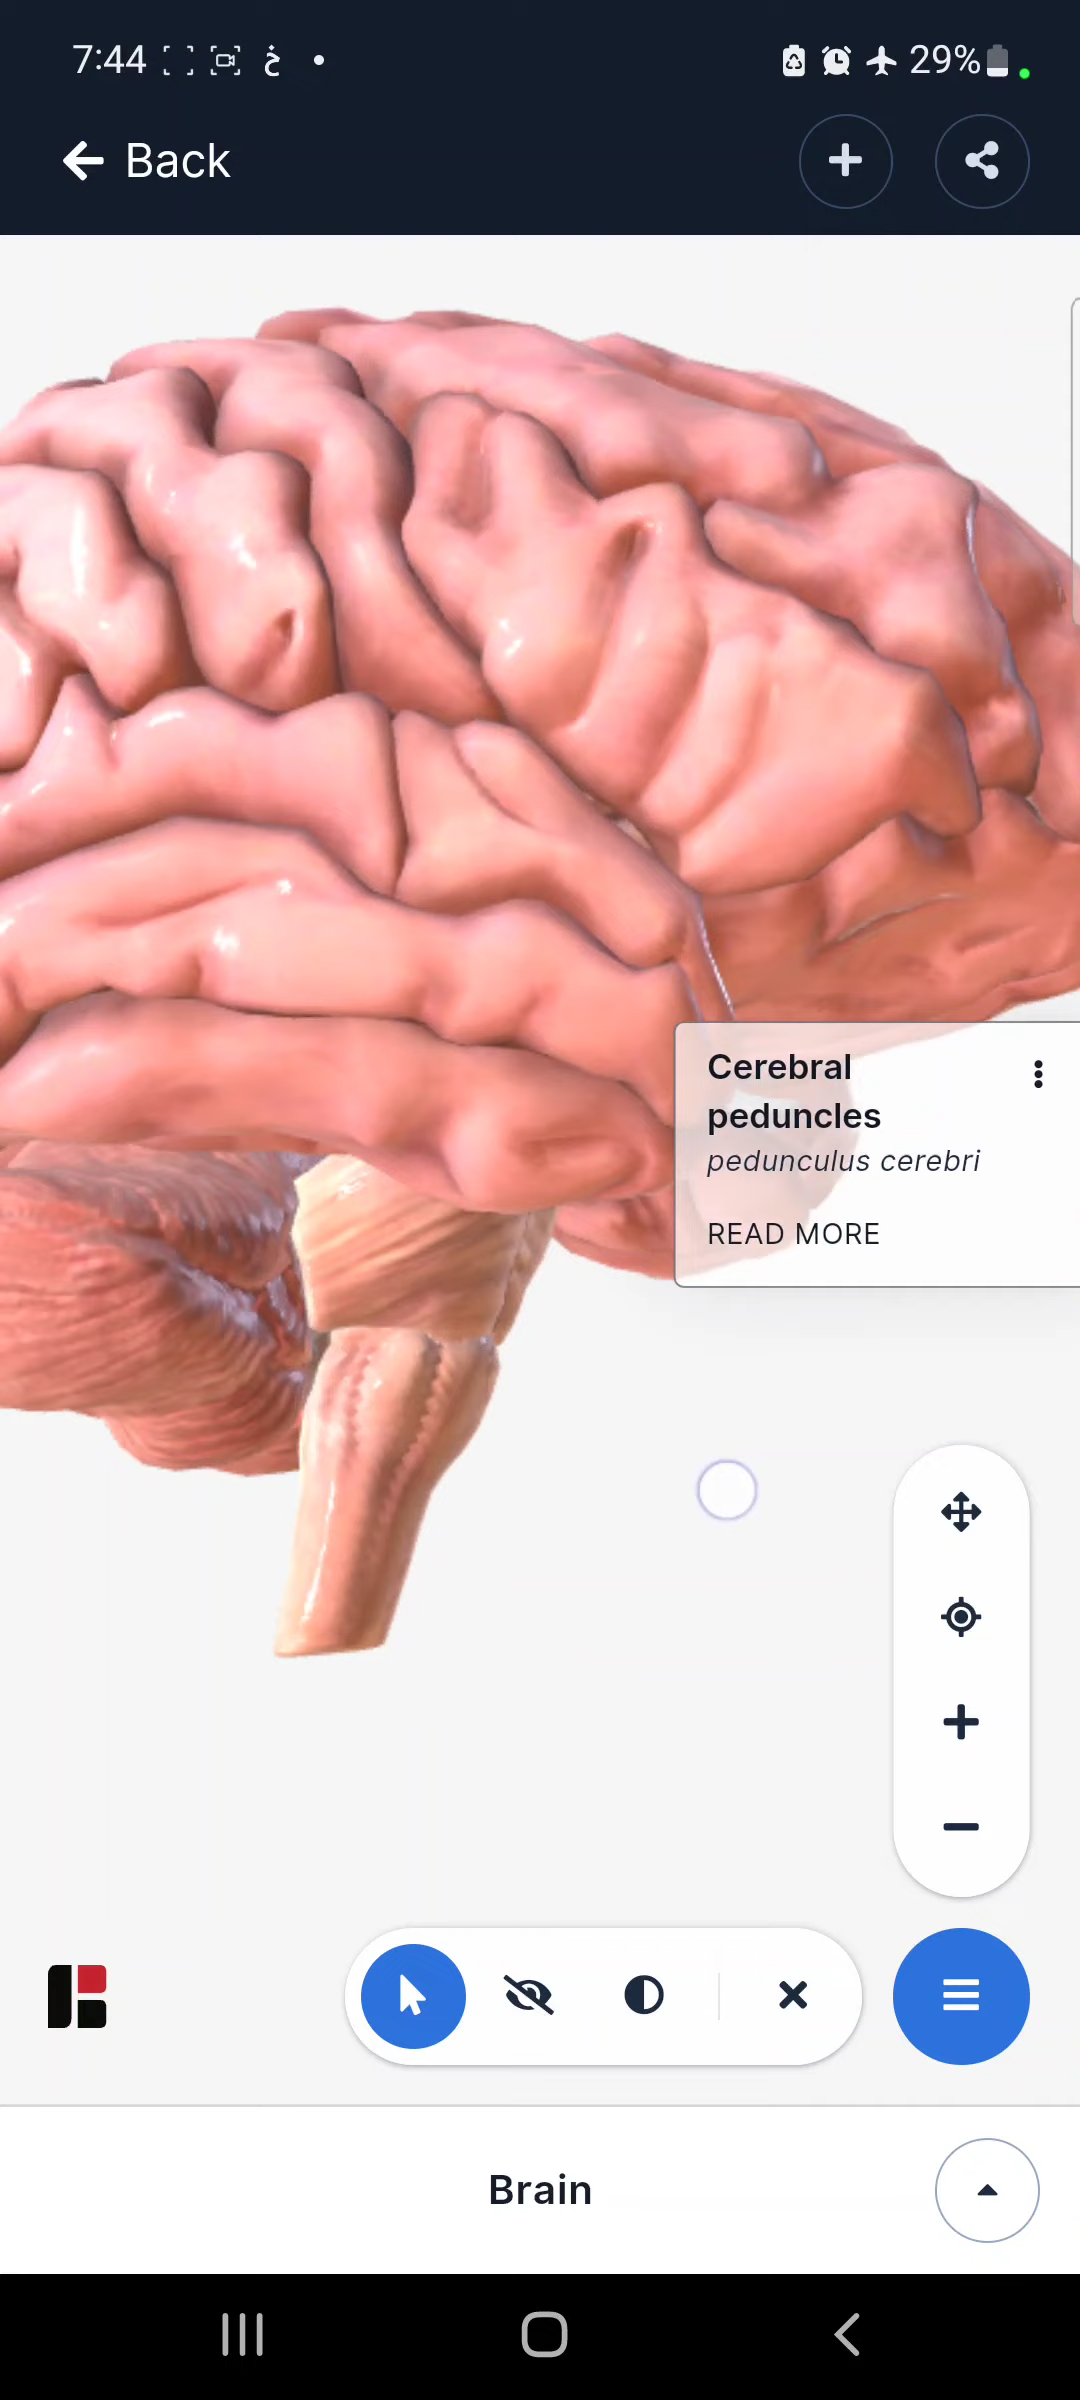 7:44 خ 29%
Back
Cerebral
peduncles
pedunculus cerebri
READ MORE
Brain